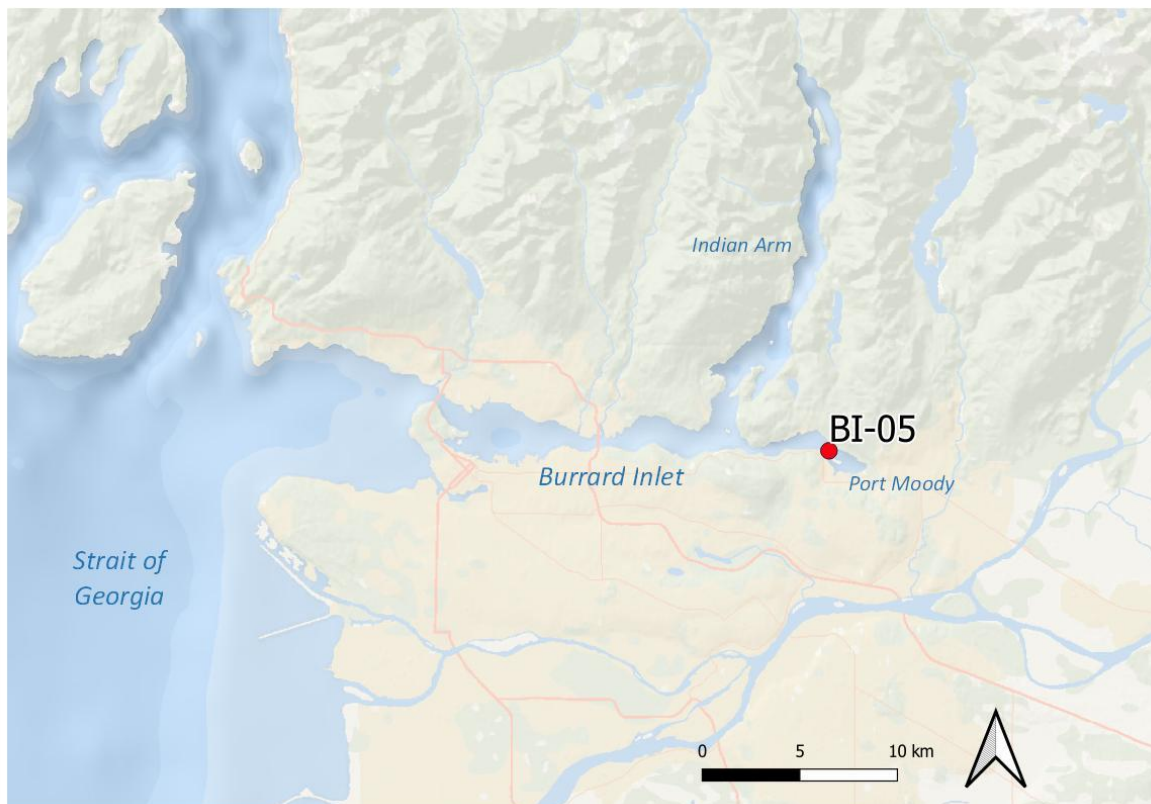 Indian Arm
BI-05
Burrard Inlet
Port Moody
Strait of
Georgia
0 5 10 km